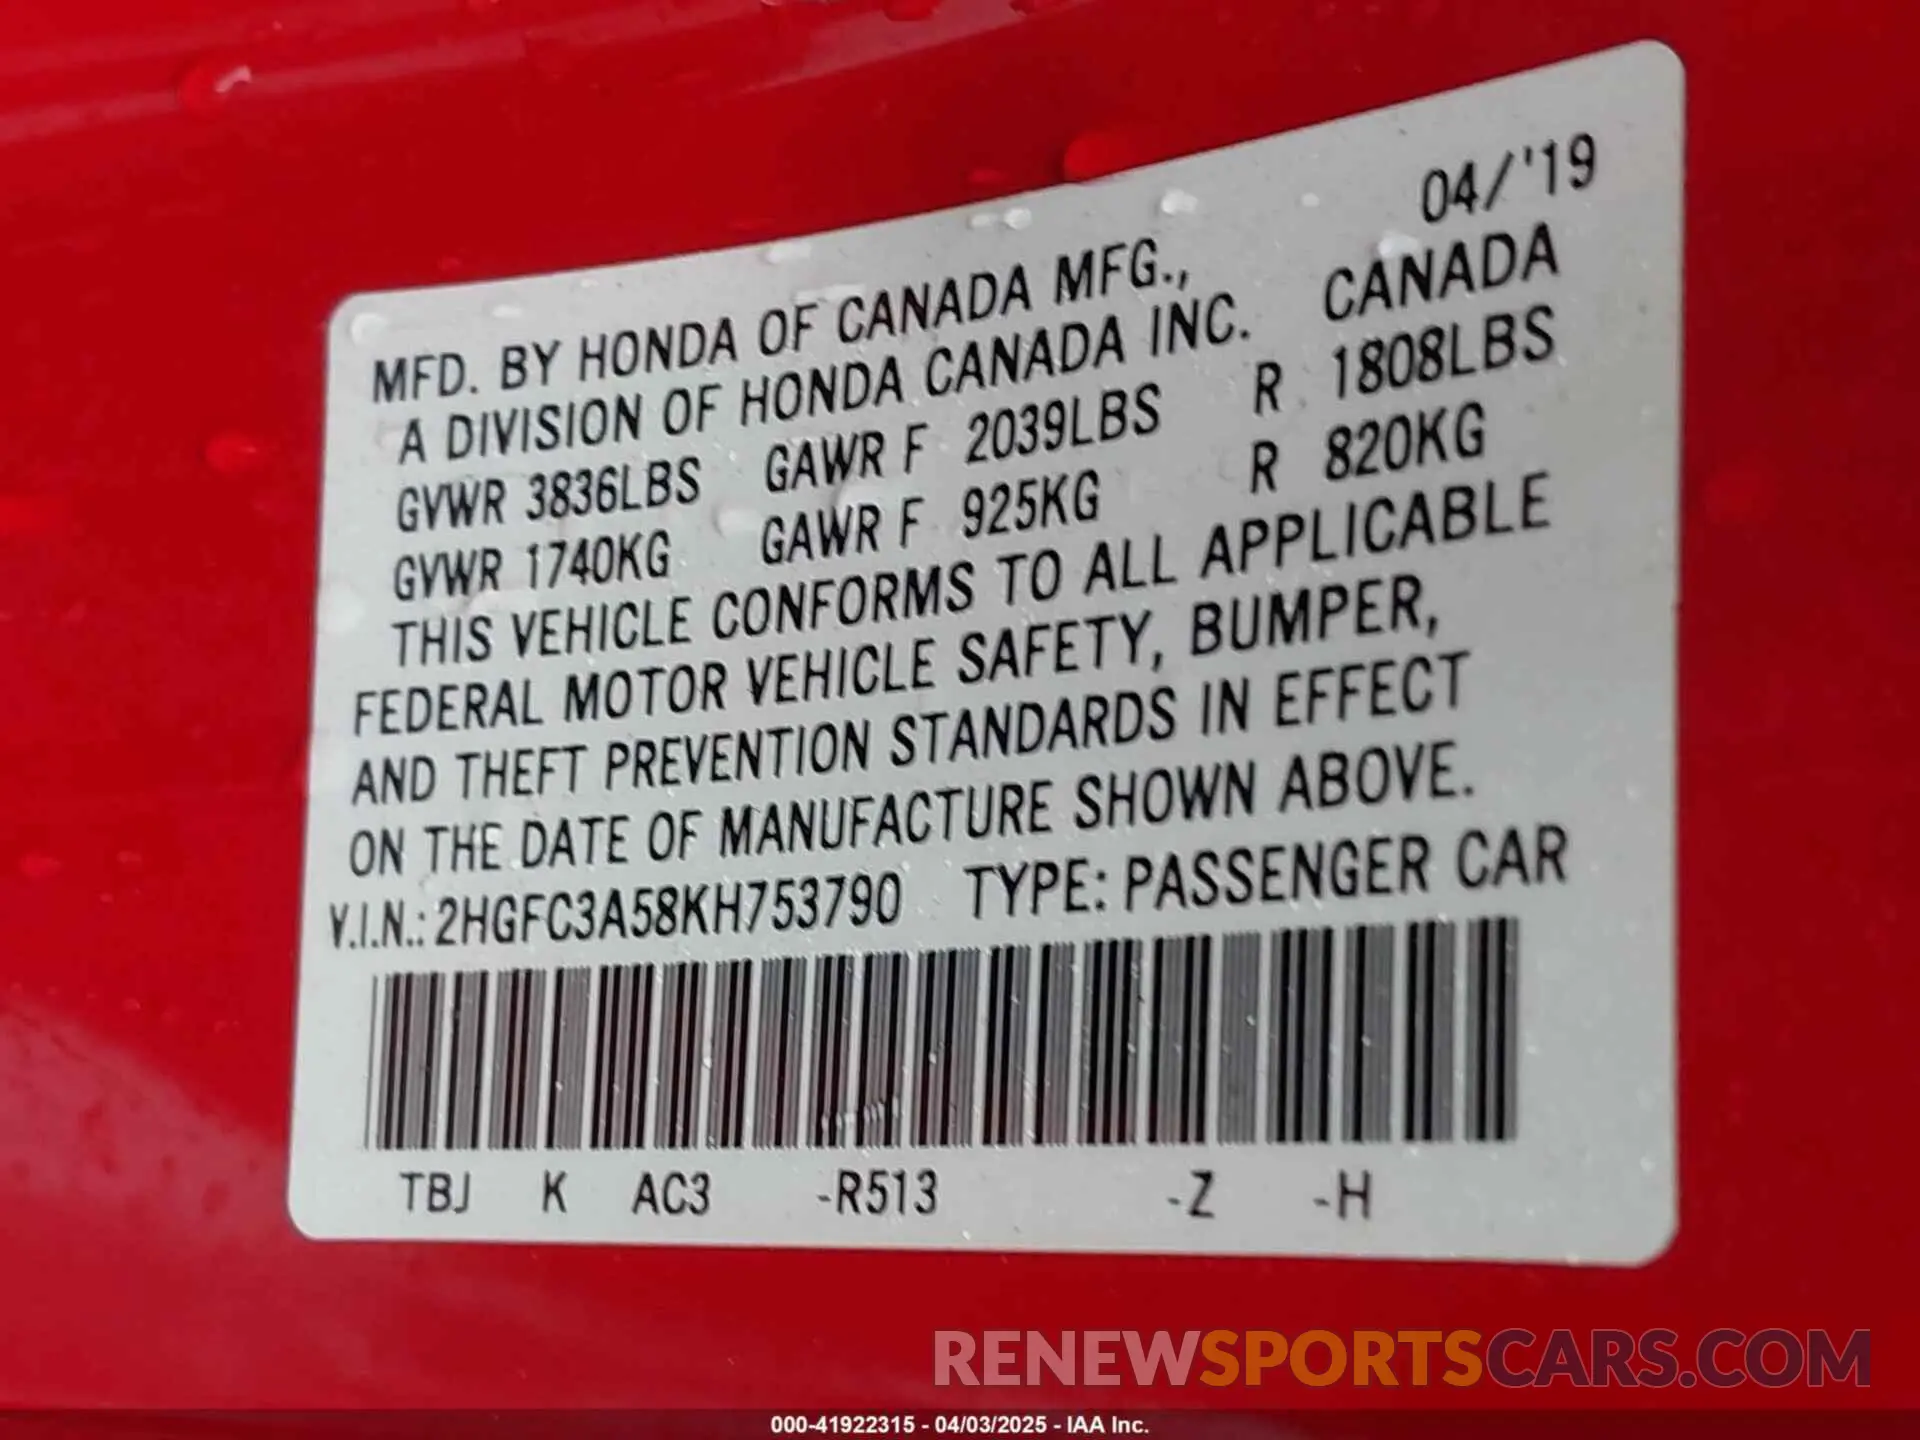 04/'19
MFD. BY HONDA OF CANADA MFG.,
A DIVISION OF HONDA CANADA INC. CANADA
GVWR 3836LBS GAWR F 2039LBS R 1808LBS
GVWR 1740KG GAWR F 925KG R 820KG
THIS VEHICLE CONFORMS TO ALL APPLICABLE
FEDERAL MOTOR VEHICLE SAFETY, BUMPER,
AND THEFT PREVENTION STANDARDS IN EFFECT
ON THE DATE OF MANUFACTURE SHOWN ABOVE.
V.I.N.: 2HGFC3A58KH753790 TYPE: PASSENGER CAR
TBJ K AC3 -R513 -Z -H
RENEWSPORTSCARS.COM
000-41922315 - 04/03/2025 - IAA Inc.